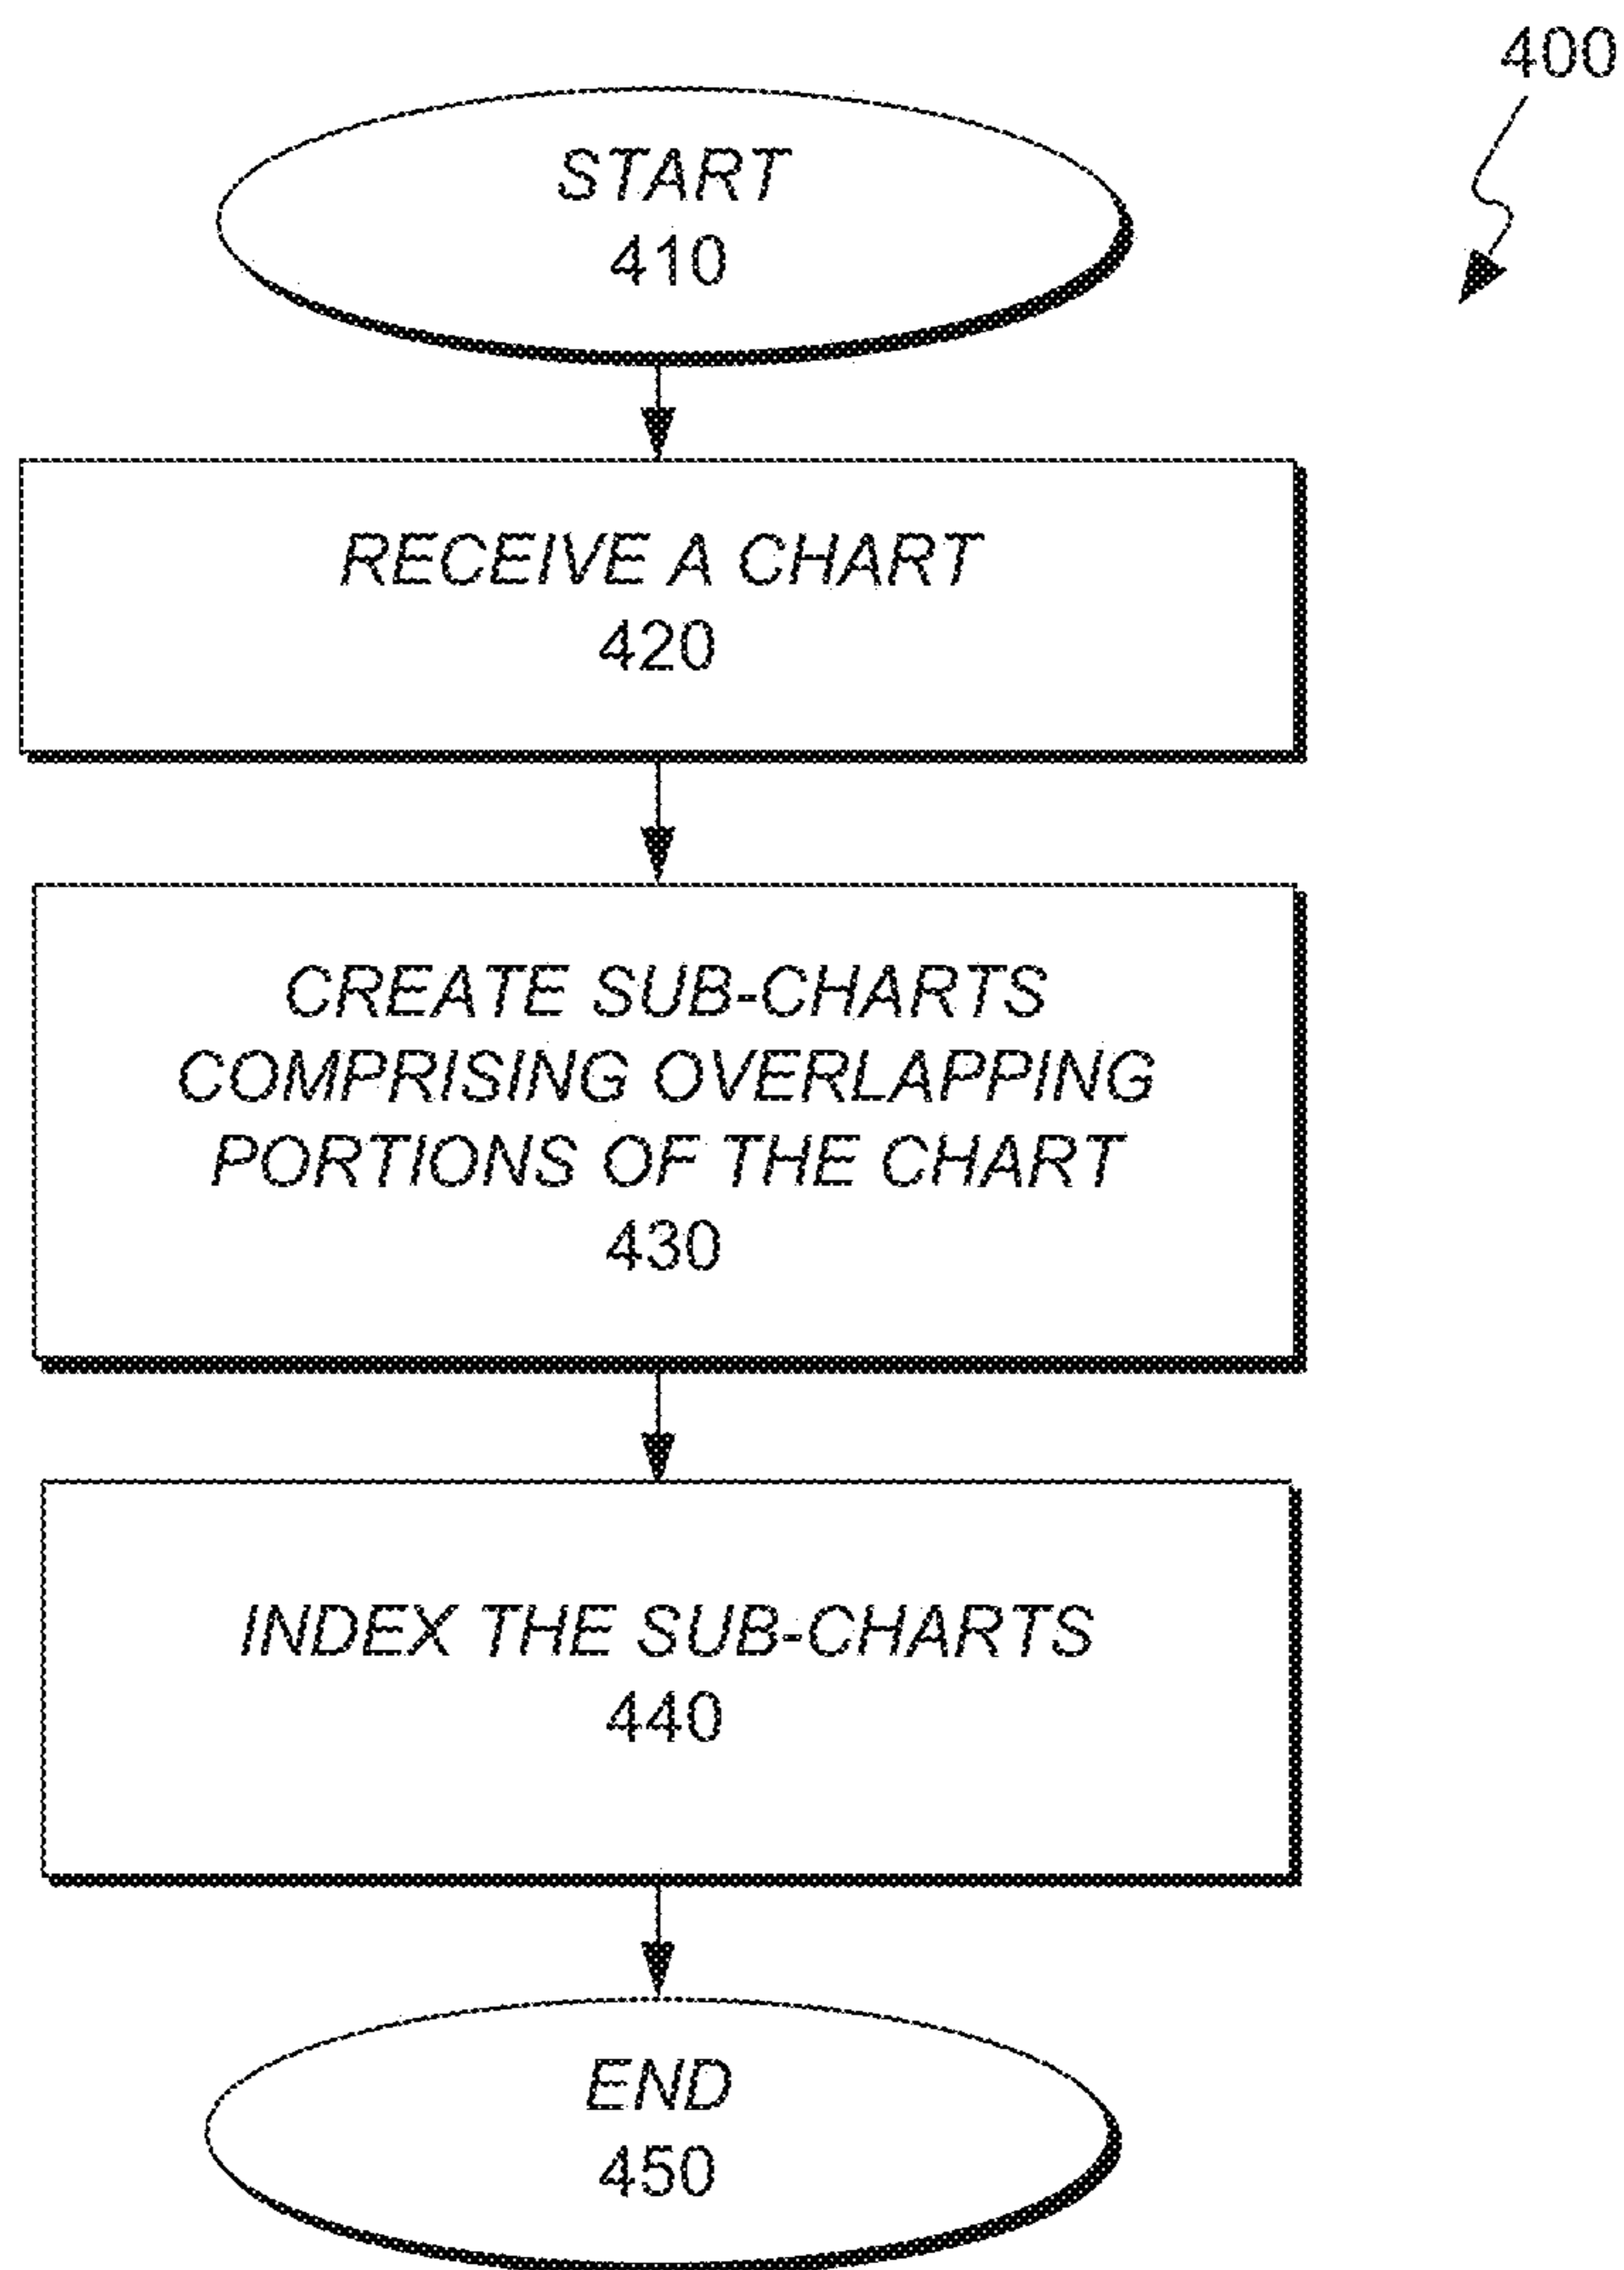 400
START
410
RECEIVE A CHART
420
CREATE SUB-CHARTS
COMPRISING OVERLAPPING
PORTIONS OF THE CHART
430
INDEX THE SUB-CHARTS
440
END
450